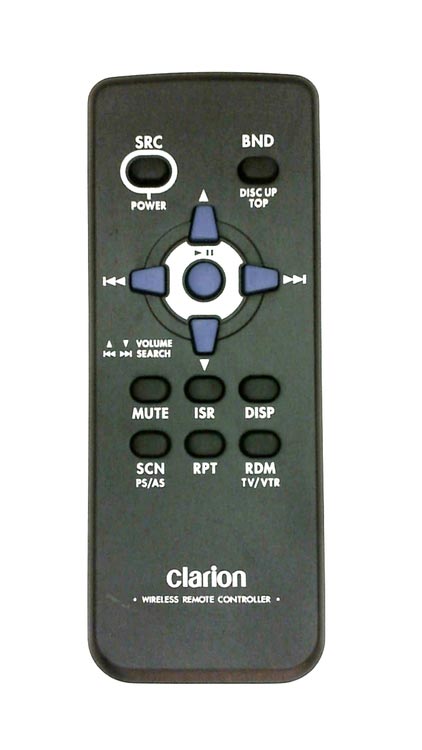 SRC BND
POWER DISC UP
TOP
▲
►II
I◄◄ ►►I
▲ ▼ VOLUME
I◄◄ ►►I SEARCH
▼
MUTE ISR DISP
SCN RPT RDM
PS/AS TV/VTR
clarion
• WIRELESS REMOTE CONTROLLER •